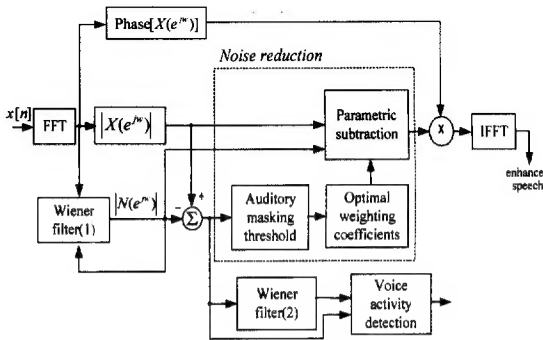 Phase[X(e^jw)]
Noise reduction
x[n]
FFT
|X(e^jw)|
Parametric
subtraction
X
IFFT
enhance
speech
Wiener
filter(1)
|N(e^jw)|
-
+
Σ
Auditory
masking
threshold
Optimal
weighting
coefficients
Wiener
filter(2)
Voice
activity
detection